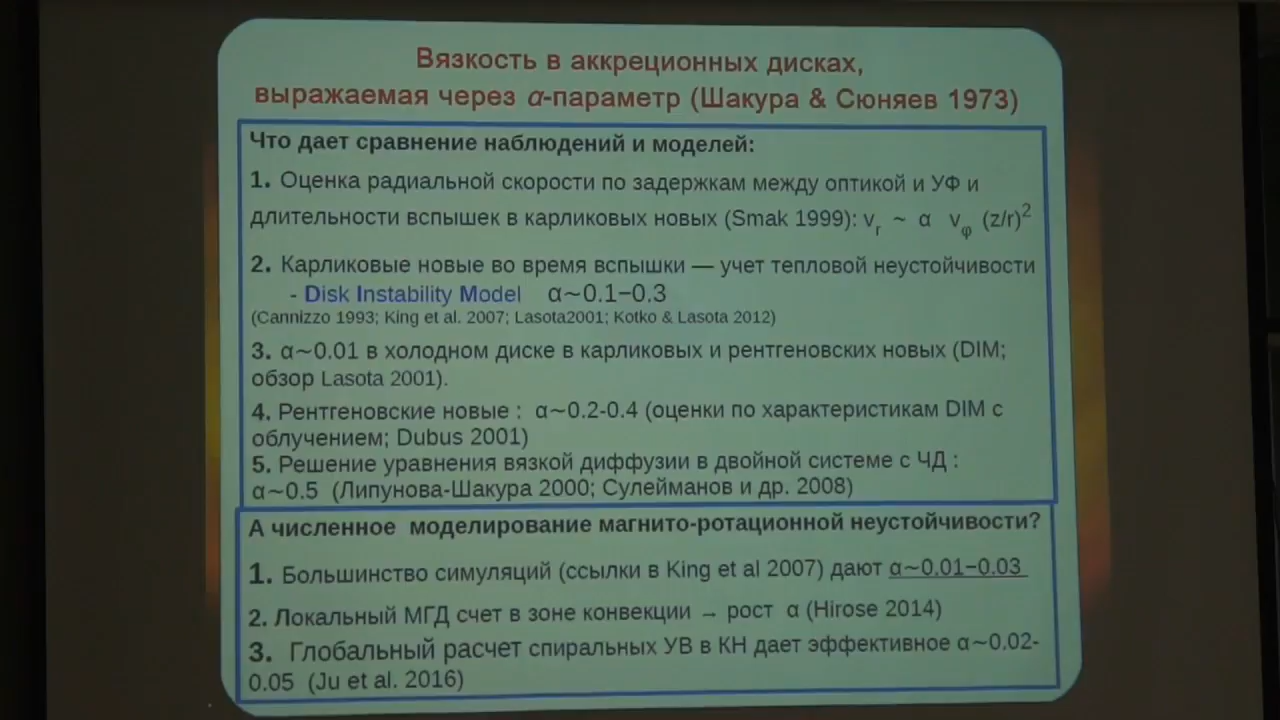 Вязкость в аккреционных дисках,
выражаемая через α-параметр (Шакура & Сюняев 1973)
Что дает сравнение наблюдений и моделей:
1. Оценка радиальной скорости по задержкам между оптикой и УФ и
длительности вспышек в карликовых новых (Smak 1999): vr ~ α vφ (z/r)2
2. Карликовые новые во время вспышки — учет тепловой неустойчивости
- Disk Instability Model α~0.1−0.3
(Cannizzo 1993; King et al. 2007; Lasota2001; Kotko & Lasota 2012)
3. α~0.01 в холодном диске в карликовых и рентгеновских новых (DIM;
обзор Lasota 2001).
4. Рентгеновские новые : α~0.2-0.4 (оценки по характеристикам DIM с
облучением; Dubus 2001)
5. Решение уравнения вязкой диффузии в двойной системе с ЧД :
α~0.5 (Липунова-Шакура 2000; Сулейманов и др. 2008)
А численное моделирование магнито-ротационной неустойчивости?
1. Большинство симуляций (ссылки в King et al 2007) дают α~0.01−0.03
2. Локальный МГД счет в зоне конвекции → рост α (Hirose 2014)
3. Глобальный расчет спиральных УВ в КН дает эффективное α~0.02-
0.05 (Ju et al. 2016)